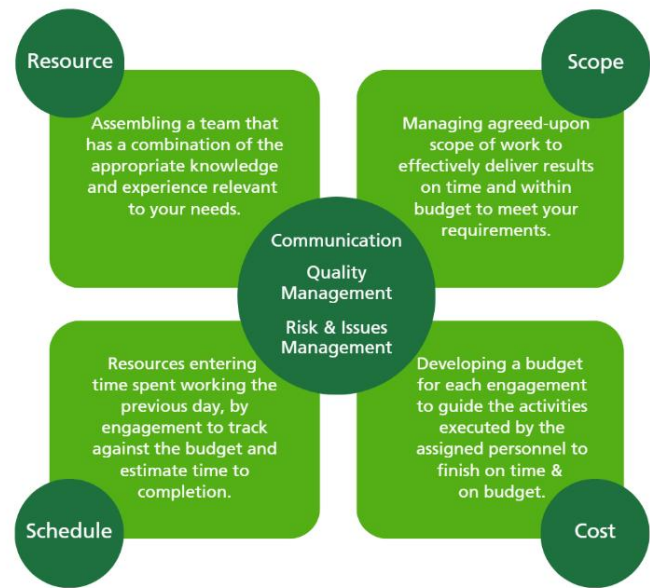 Resource
Assembling a team that
has a combination of the
appropriate knowledge
and experience relevant
to your needs.
Scope
Managing agreed-upon
scope of work to
effectively deliver results
on time and within
budget to meet your
requirements.
Communication
Quality
Management
Risk & Issues
Management
Resources entering
time spent working the
previous day, by
engagement to track
against the budget and
estimate time to
completion.
Schedule
Developing a budget
for each engagement
to guide the activities
executed by the
assigned personnel to
finish on time &
on budget.
Cost